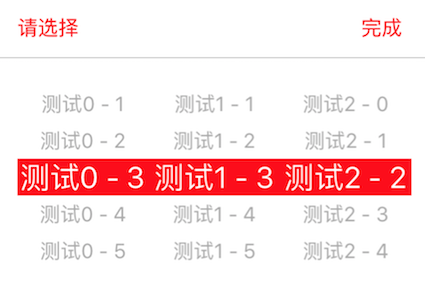 请选择 完成
测试0 - 1 测试1 - 1 测试2 - 0
测试0 - 2 测试1 - 2 测试2 - 1
测试0 - 3 测试1 - 3 测试2 - 2
测试0 - 4 测试1 - 4 测试2 - 3
测试0 - 5 测试1 - 5 测试2 - 4